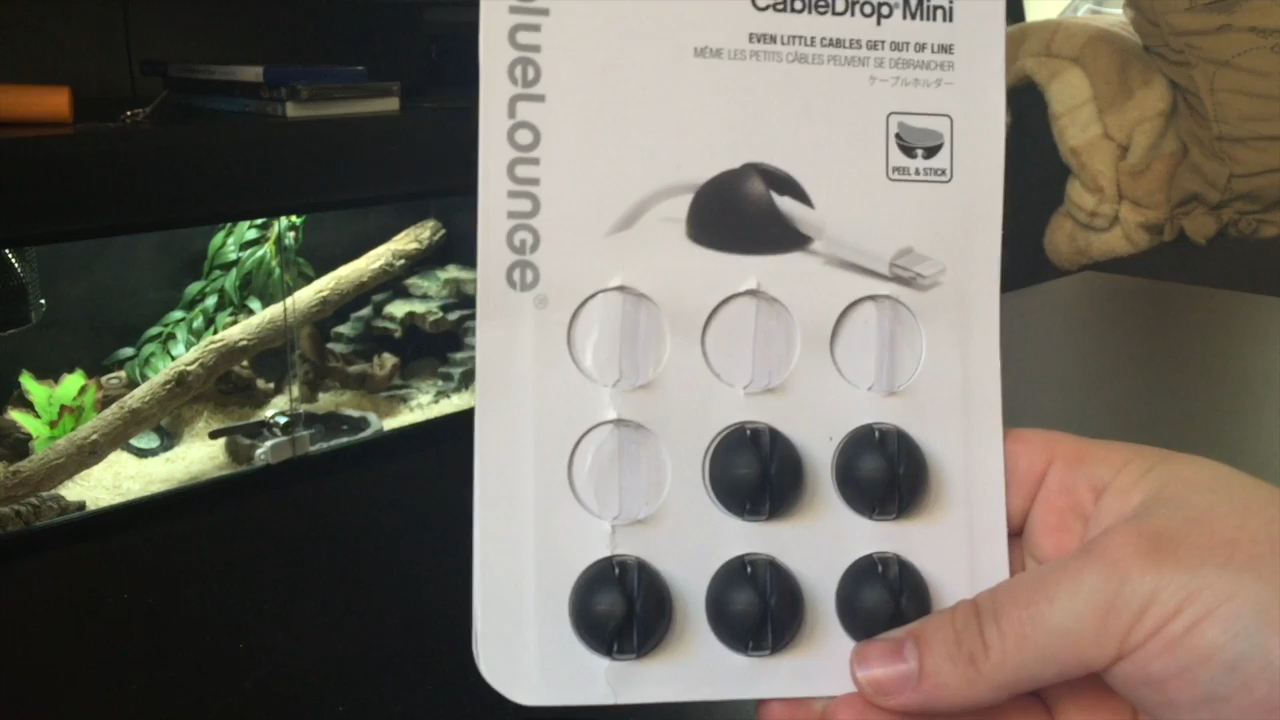 CableDrop® Mini
EVEN LITTLE CABLES GET OUT OF LINE
MÊME LES PETITS CÂBLES PEUVENT SE DÉBRANCHER
ケーブルホルダー
PEEL & STICK
BLUELOUNGE®